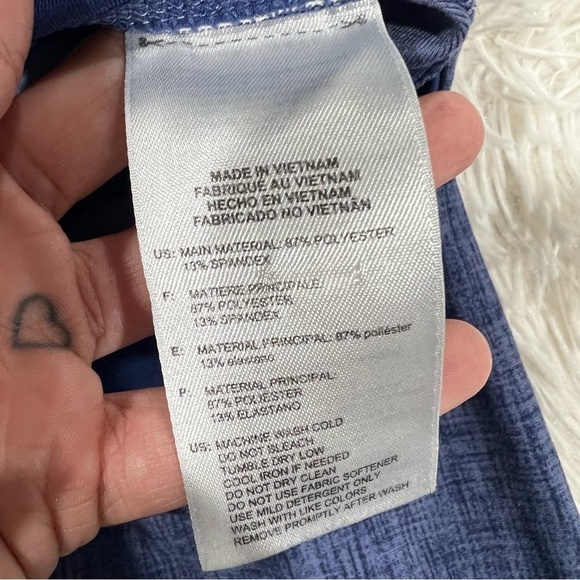 MADE IN VIETNAM
FABRIQUÉ AU VIETNAM
HECHO EN VIETNAM
FABRICADO NO VIETNÃN
US: MAIN MATERIAL: 87% POLYESTER
13% SPANDEX
F: MATIÈRE PRINCIPALE:
87% POLYESTER
13% SPANDEX
E: MATERIAL PRINCIPAL: 87% poliéster
13% elastano
P: MATERIAL PRINCIPAL:
87% POLYESTER
13% ELASTANO
US: MACHINE WASH COLD
DO NOT BLEACH
TUMBLE DRY LOW
COOL IRON IF NEEDED
DO NOT DRY CLEAN
DO NOT USE FABRIC SOFTENER
USE MILD DETERGENT ONLY
WASH WITH LIKE COLORS
REMOVE PROMPTLY AFTER WASH